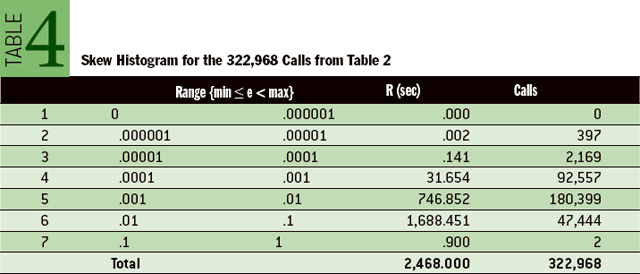 TABLE 4
Skew Histogram for the 322,968 Calls from Table 2
Range {min ≤ e < max} R (sec) Calls
1 0 .000001 .000 0
2 .000001 .00001 .002 397
3 .00001 .0001 .141 2,169
4 .0001 .001 31.654 92,557
5 .001 .01 746.852 180,399
6 .01 .1 1,688.451 47,444
7 .1 1 .900 2
Total 2,468.000 322,968